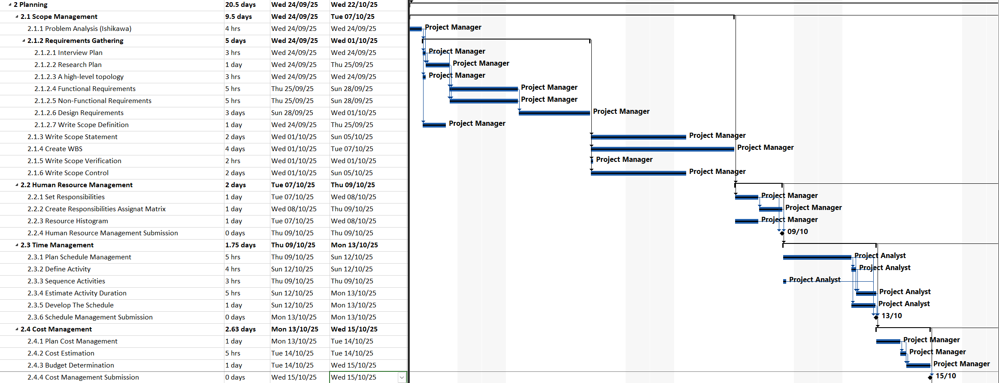 2 Planning 20.5 days Wed 24/09/25 Wed 22/10/25
2.1 Scope Management 9.5 days Wed 24/09/25 Tue 07/10/25
2.1.1 Problem Analysis (Ishikawa) 4 hrs Wed 24/09/25 Wed 24/09/25 Project Manager
2.1.2 Requirements Gathering 5 days Wed 24/09/25 Wed 01/10/25
2.1.2.1 Interview Plan 3 hrs Wed 24/09/25 Wed 24/09/25 Project Manager
2.1.2.2 Research Plan 1 day Wed 24/09/25 Thu 25/09/25 Project Manager
2.1.2.3 A high-level topology 3 hrs Wed 24/09/25 Wed 24/09/25 Project Manager
2.1.2.4 Functional Requirements 5 hrs Thu 25/09/25 Sun 28/09/25 Project Manager
2.1.2.5 Non-Functional Requirements 5 hrs Thu 25/09/25 Sun 28/09/25 Project Manager
2.1.2.6 Design Requirements 3 days Sun 28/09/25 Wed 01/10/25 Project Manager
2.1.2.7 Write Scope Definition 1 day Wed 24/09/25 Thu 25/09/25 Project Manager
2.1.3 Write Scope Statement 2 days Wed 01/10/25 Sun 05/10/25 Project Manager
2.1.4 Create WBS 4 days Wed 01/10/25 Tue 07/10/25 Project Manager
2.1.5 Write Scope Verification 2 hrs Wed 01/10/25 Wed 01/10/25 Project Manager
2.1.6 Write Scope Control 2 days Wed 01/10/25 Sun 05/10/25 Project Manager
2.2 Human Resource Management 2 days Tue 07/10/25 Thu 09/10/25
2.2.1 Set Responsibilities 1 day Tue 07/10/25 Wed 08/10/25 Project Manager
2.2.2 Create Responsibilities Assignat Matrix 1 day Wed 08/10/25 Thu 09/10/25 Project Manager
2.2.3 Resource Histogram 1 day Tue 07/10/25 Wed 08/10/25 Project Manager
2.2.4 Human Resource Management Submission 0 days Thu 09/10/25 Thu 09/10/25 09/10
2.3 Time Management 1.75 days Thu 09/10/25 Mon 13/10/25
2.3.1 Plan Schedule Management 5 hrs Thu 09/10/25 Sun 12/10/25 Project Analyst
2.3.2 Define Activity 4 hrs Sun 12/10/25 Sun 12/10/25 Project Analyst
2.3.3 Sequence Activities 3 hrs Thu 09/10/25 Thu 09/10/25 Project Analyst
2.3.4 Estimate Activity Duration 5 hrs Sun 12/10/25 Mon 13/10/25 Project Analyst
2.3.5 Develop The Schedule 1 day Sun 12/10/25 Mon 13/10/25 Project Analyst
2.3.6 Schedule Management Submission 0 days Mon 13/10/25 Mon 13/10/25 13/10
2.4 Cost Management 2.63 days Mon 13/10/25 Wed 15/10/25
2.4.1 Plan Cost Management 1 day Mon 13/10/25 Tue 14/10/25 Project Manager
2.4.2 Cost Estimation 5 hrs Tue 14/10/25 Tue 14/10/25 Project Manager
2.4.3 Budget Determination 1 day Tue 14/10/25 Wed 15/10/25 Project Manager
2.4.4 Cost Management Submission 0 days Wed 15/10/25 Wed 15/10/25 15/10